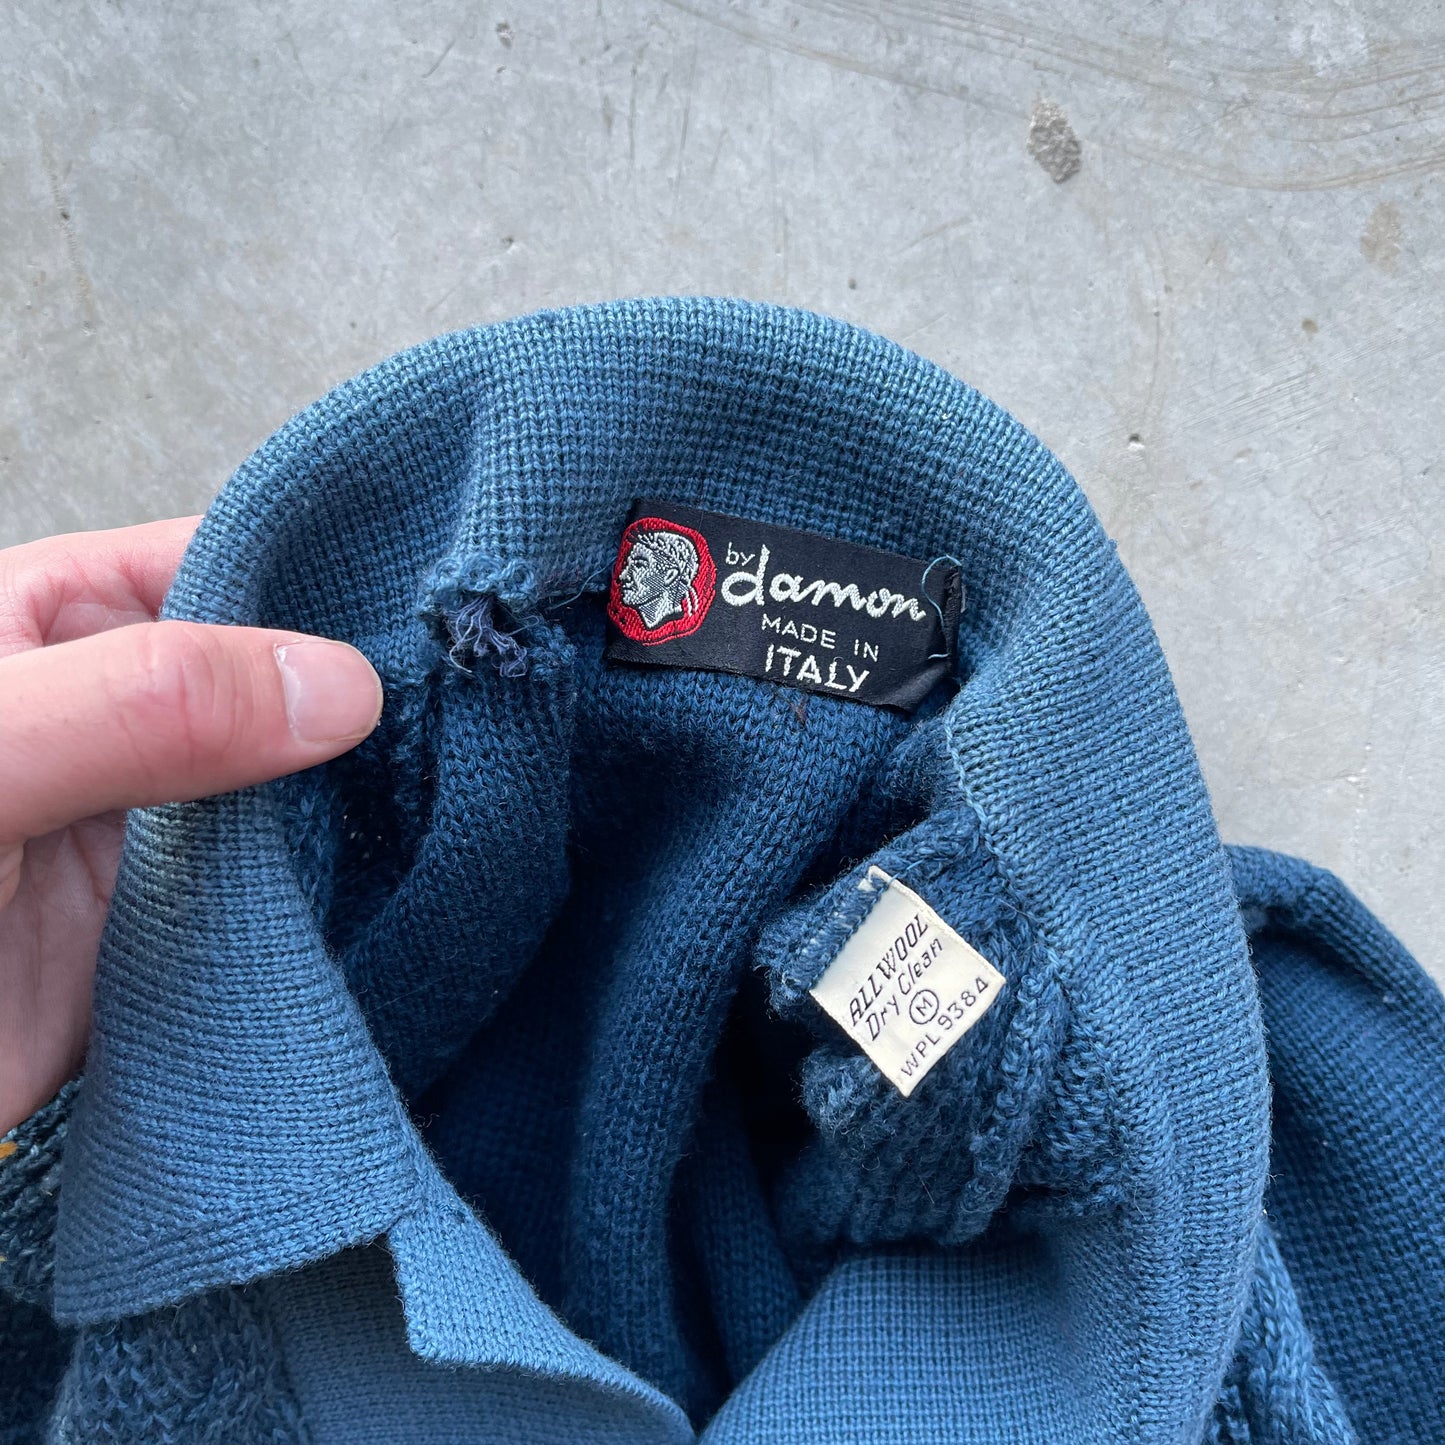 by
damon
MADE IN
ITALY
ALL WOOL
Dry Clean
M
WPL 9384